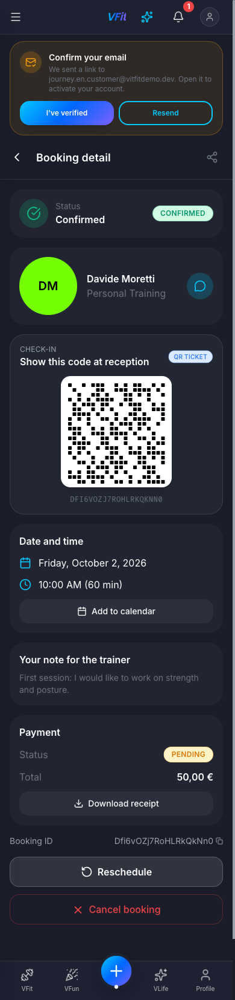 VFit
1
Confirm your email
We sent a link to
journey.en.customer@vitfitdemo.dev. Open it to
activate your account.
I've verified
Resend
Booking detail
Status
Confirmed
CONFIRMED
DM
Davide Moretti
Personal Training
CHECK-IN
Show this code at reception
QR TICKET
DFI6VOZJ7ROHLRKQKNN0
Date and time
Friday, October 2, 2026
10:00 AM (60 min)
Add to calendar
Your note for the trainer
First session: I would like to work on strength
and posture.
Payment
Status
PENDING
Total
50,00 €
Download receipt
Booking ID
Dfi6vOZj7RoHLRkQkNn0
Reschedule
Cancel booking
VFit
VFun
VLife
Profile